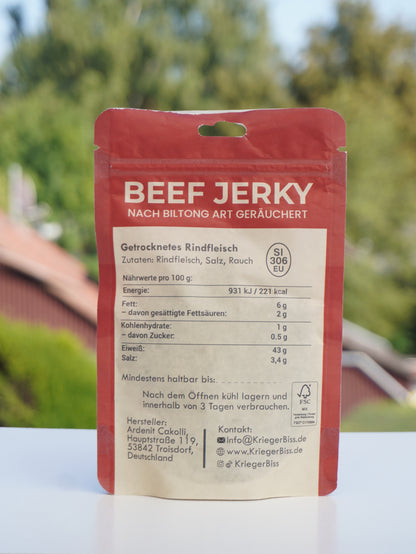 BEEF JERKY
NACH BILTONG ART GERÄUCHERT
Getrocknetes Rindfleisch
Zutaten: Rindfleisch, Salz, Rauch
SI
306
EU
Nährwerte pro 100 g:
Energie: 931 kJ / 221 kcal
Fett: 6 g
– davon gesättigte Fettsäuren: 2 g
Kohlenhydrate: 1 g
– davon Zucker: 0.5 g
Eiweiß: 43 g
Salz: 3,4 g
Mindestens haltbar bis:
Nach dem Öffnen kühl lagern und
innerhalb von 3 Tagen verbrauchen.
FSC
Hersteller:
Ardenit Cakolli,
Hauptstraße 119,
53842 Troisdorf,
Deutschland
Kontakt:
Info@KriegerBiss.de
www.KriegerBiss.de
KriegerBiss